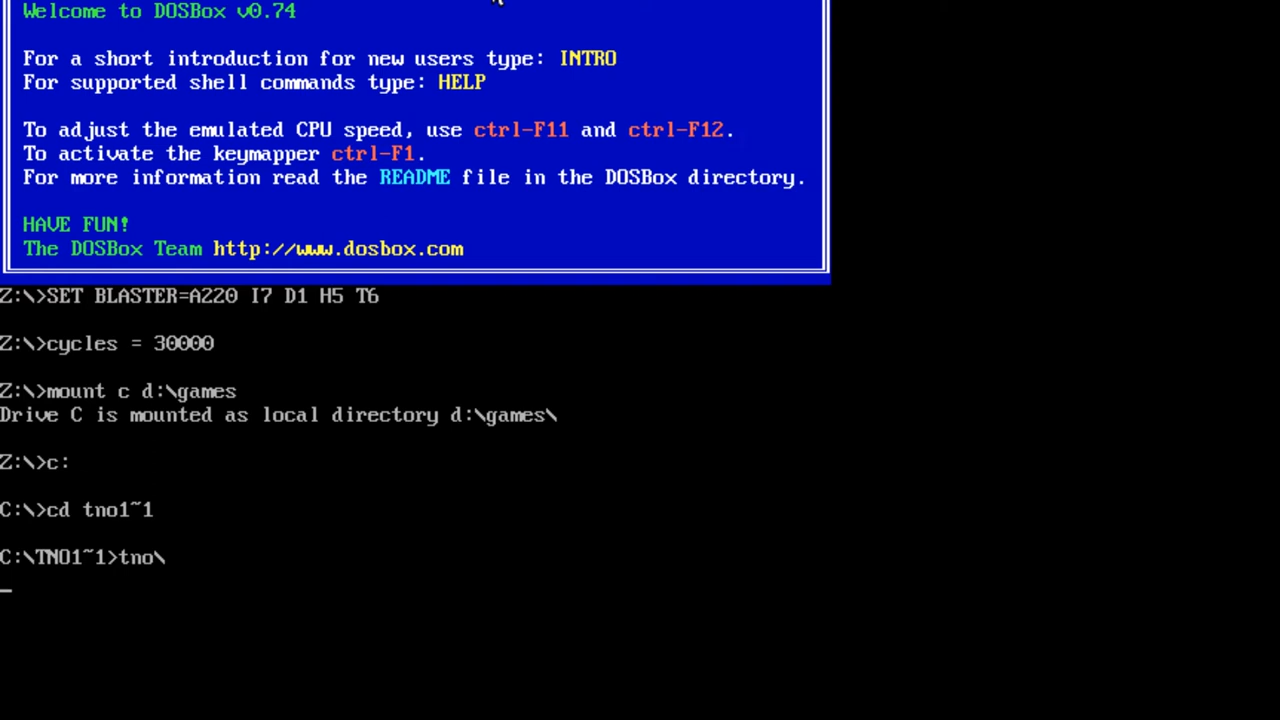 Welcome to DOSBox v0.74
For a short introduction for new users type: INTRO
For supported shell commands type: HELP
To adjust the emulated CPU speed, use ctrl-F11 and ctrl-F12.
To activate the keymapper ctrl-F1.
For more information read the README file in the DOSBox directory.
HAVE FUN!
The DOSBox Team http://www.dosbox.com
Z:\>SET BLASTER=A220 I7 D1 H5 T6
Z:\>cycles = 30000
Z:\>mount c d:\games
Drive C is mounted as local directory d:\games\
Z:\>c:
C:\>cd tno1~1
C:\TNO1~1>tno\
_